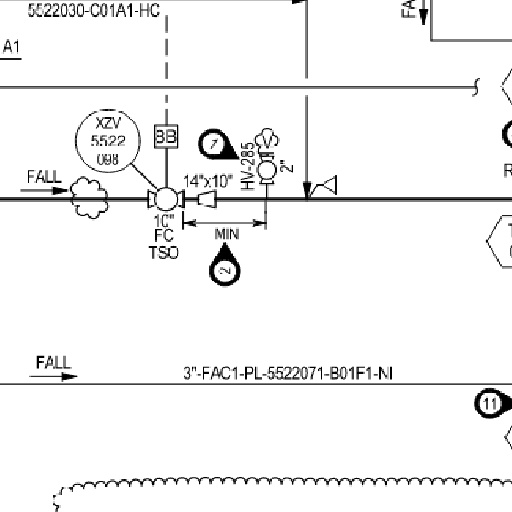 5522030-C01A1-HC
FA
A1
XZV
5522
098
BB
7
HV-285
2"
FALL
14"x10"
10"
FC
TSO
MIN
2
R
T
FALL
3"-FAC1-PL-5522071-B01F1-NI
11